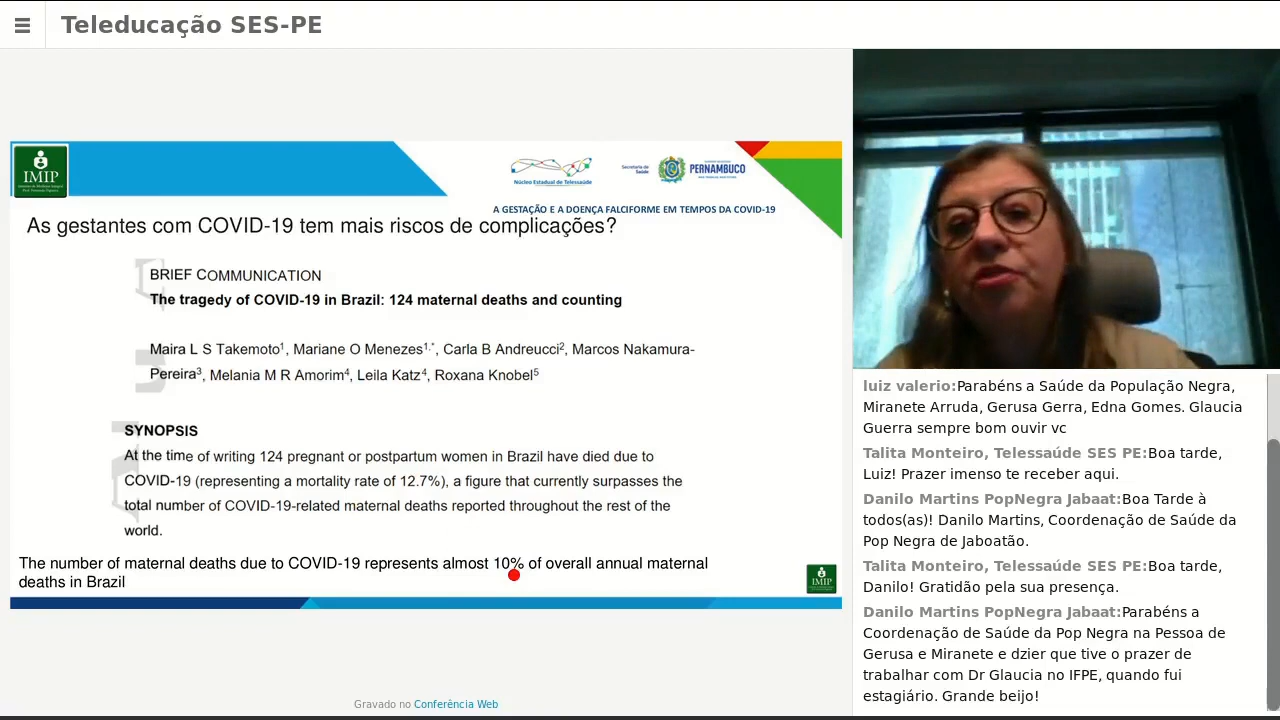 Teleducação SES-PE
IMIP
Núcleo Estadual de Telessaúde
Secretaria de
Saúde
PERNAMBUCO
A GESTAÇÃO E A DOENÇA FALCIFORME EM TEMPOS DA COVID-19
As gestantes com COVID-19 tem mais riscos de complicações?
BRIEF COMMUNICATION
The tragedy of COVID-19 in Brazil: 124 maternal deaths and counting
Maira L S Takemoto1, Mariane O Menezes1,*, Carla B Andreucci2, Marcos Nakamura-
Pereira3, Melania M R Amorim4, Leila Katz4, Roxana Knobel5
SYNOPSIS
At the time of writing 124 pregnant or postpartum women in Brazil have died due to
COVID-19 (representing a mortality rate of 12.7%), a figure that currently surpasses the
total number of COVID-19-related maternal deaths reported throughout the rest of the
world.
The number of maternal deaths due to COVID-19 represents almost 10% of overall annual maternal
deaths in Brazil
IMIP
Gravado no Conferência Web
luiz valerio:Parabéns a Saúde da População Negra,
Miranete Arruda, Gerusa Gerra, Edna Gomes. Glaucia
Guerra sempre bom ouvir vc
Talita Monteiro, Telessaúde SES PE:Boa tarde,
Luiz! Prazer imenso te receber aqui.
Danilo Martins PopNegra Jabaat:Boa Tarde à
todos(as)! Danilo Martins, Coordenação de Saúde da
Pop Negra de Jaboatão.
Talita Monteiro, Telessaúde SES PE:Boa tarde,
Danilo! Gratidão pela sua presença.
Danilo Martins PopNegra Jabaat:Parabéns a
Coordenação de Saúde da Pop Negra na Pessoa de
Gerusa e Miranete e dzier que tive o prazer de
trabalhar com Dr Glaucia no IFPE, quando fui
estagiário. Grande beijo!